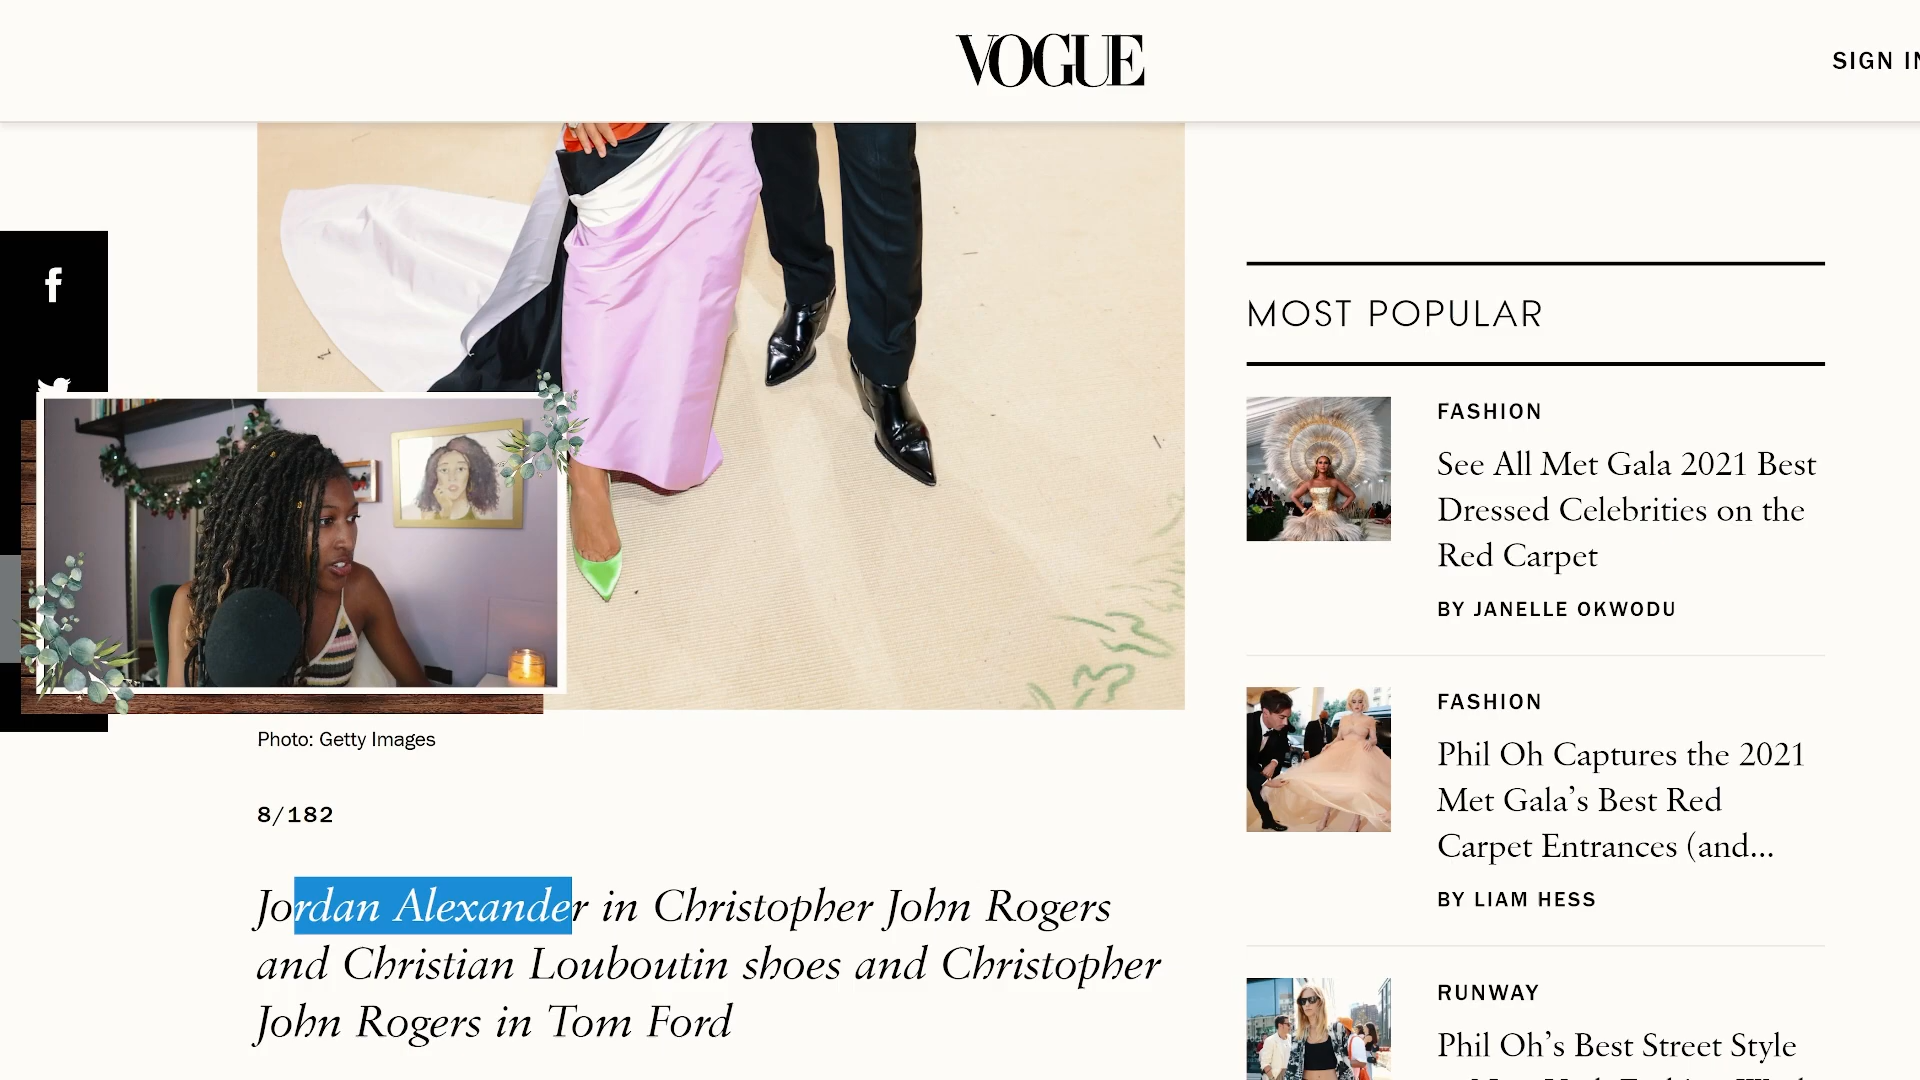 VOGUE
SIGN IN
MOST POPULAR
FASHION
See All Met Gala 2021 Best
Dressed Celebrities on the
Red Carpet
BY JANELLE OKWODU
FASHION
Phil Oh Captures the 2021
Met Gala's Best Red
Carpet Entrances (and...
BY LIAM HESS
RUNWAY
Phil Oh's Best Street Style
Photo: Getty Images
8/182
Jordan Alexander in Christopher John Rogers
and Christian Louboutin shoes and Christopher
John Rogers in Tom Ford